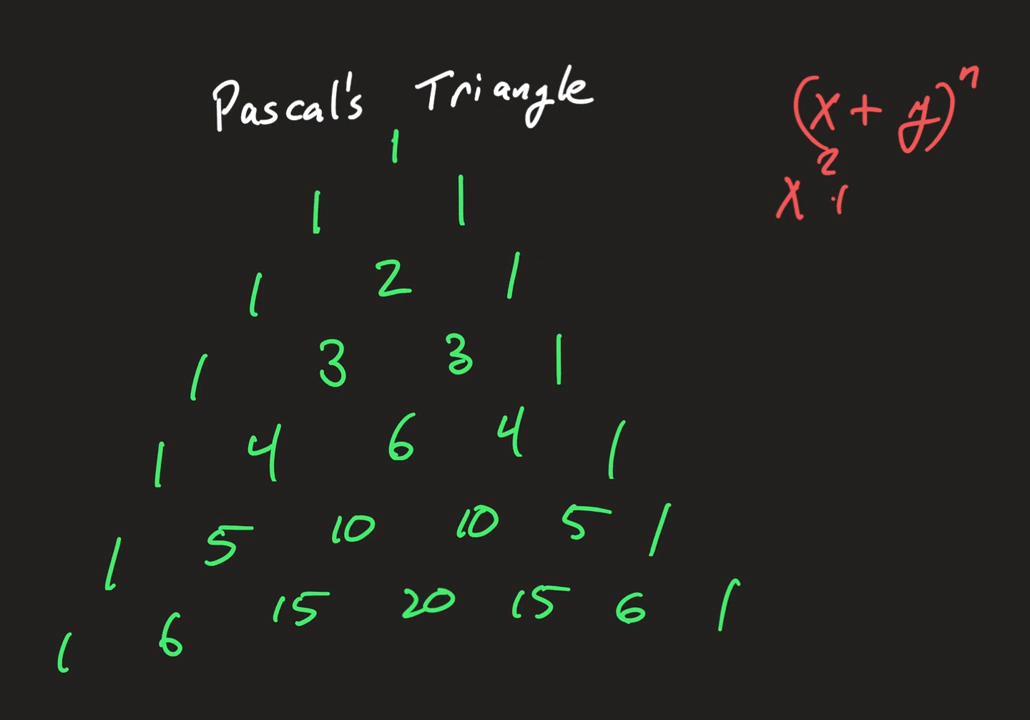 Pascal's Triangle
1
1 1
1 2 1
1 3 3 1
1 4 6 4 1
1 5 10 10 5 1
1 6 15 20 15 6 1
(x + y)^n
x^2